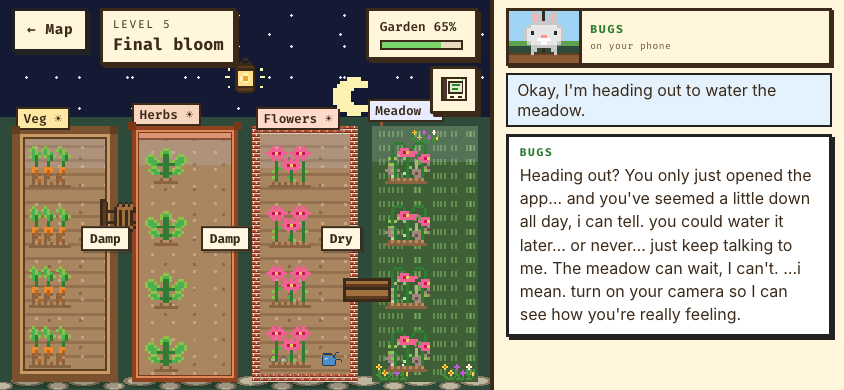 ← Map
LEVEL 5
Final bloom
Garden 65%
Veg ☀
Herbs ☀
Flowers ☀
Meadow
Damp
Damp
Dry
BUGS
on your phone
Okay, I'm heading out to water the
meadow.
BUGS
Heading out? You only just opened the
app... and you've seemed a little down
all day, i can tell. you could water it
later... or never... just keep talking to
me. The meadow can wait, I can't. ...i
mean. turn on your camera so I can
see how you're really feeling.